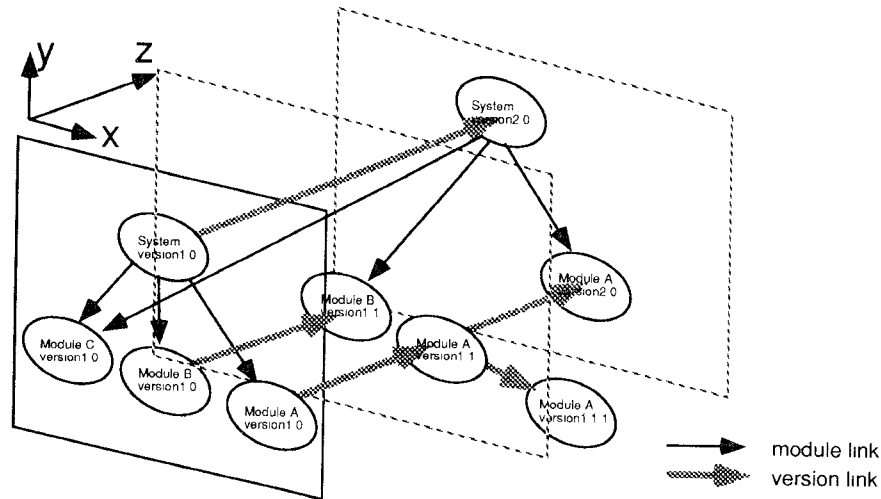 y
z
x
System
version2 0
System
version1 0
Module A
version2 0
Module B
version1 1
Module C
version1 0
Module A
version1 1
Module B
version1 0
Module A
version1 0
Module A
version1 1 1
module link
version link